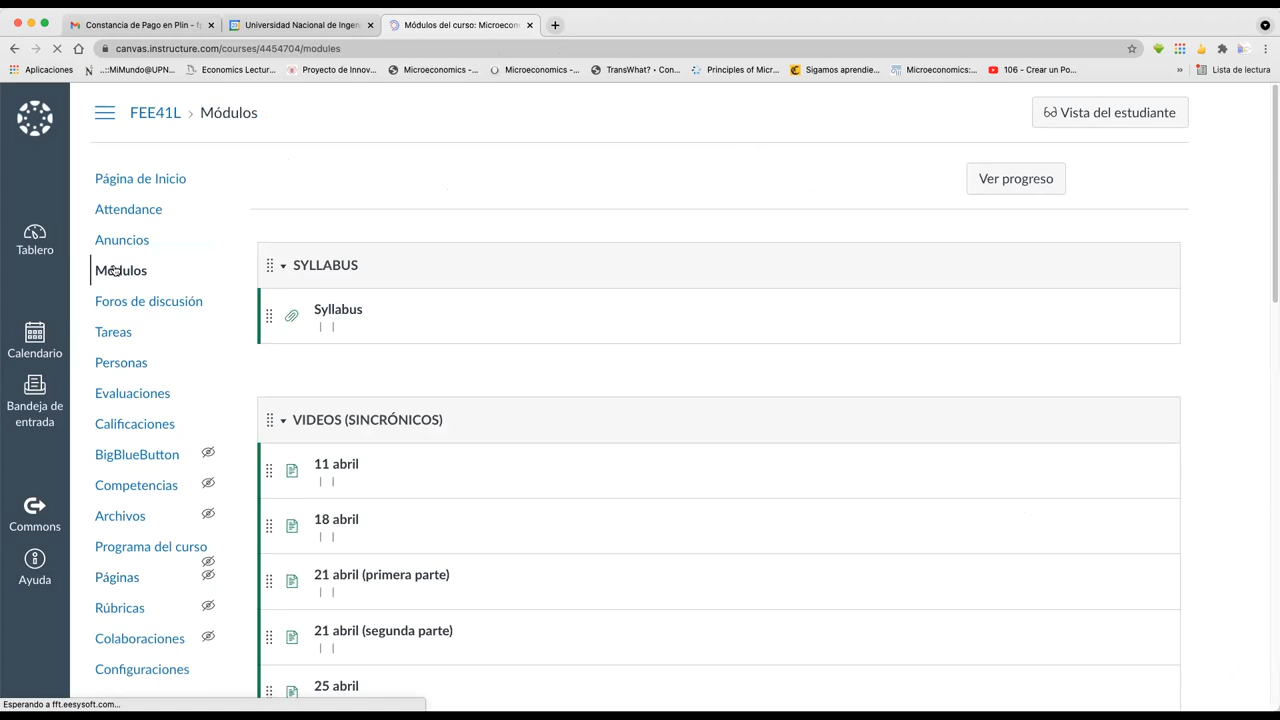 Constancia de Pago en Plin - f
Universidad Nacional de Ingen
Módulos del curso: Microecon
canvas.instructure.com/courses/4454704/modules
Aplicaciones
...:MiMundo@UPN...
Economics Lectur...
Proyecto de Innov...
Microeconomics -...
Microeconomics -...
TransWhat? • Con...
Principles of Micr...
Sigamos aprendie...
Microeconomics:...
106 - Crear un Po...
»
Lista de lectura
FEE41L › Módulos
Vista del estudiante
Ver progreso
Tablero
Calendario
Bandeja de
entrada
Commons
Ayuda
Página de Inicio
Attendance
Anuncios
Módulos
Foros de discusión
Tareas
Personas
Evaluaciones
Calificaciones
BigBlueButton
Competencias
Archivos
Programa del curso
Páginas
Rúbricas
Colaboraciones
Configuraciones
SYLLABUS
Syllabus
| |
VIDEOS (SINCRÓNICOS)
11 abril
| |
18 abril
| |
21 abril (primera parte)
| |
21 abril (segunda parte)
| |
25 abril
Esperando a fft.eesysoft.com...